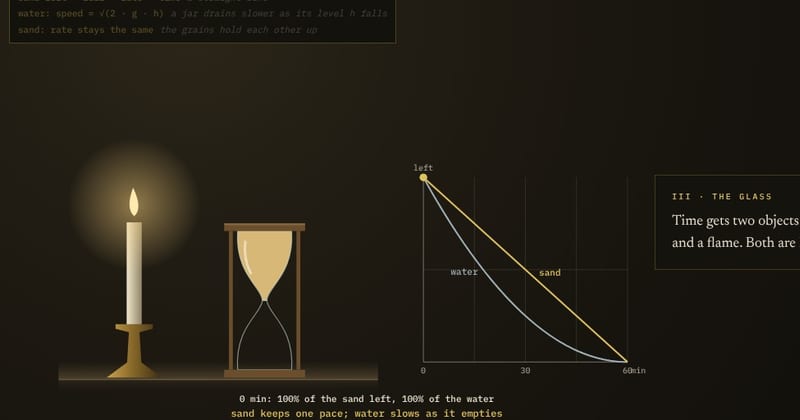 water: speed = √(2 · g · h) a jar drains slower as its level h falls
sand: rate stays the same the grains hold each other up
left
water
sand
0
30
60min
III · THE GLASS
Time gets two objects
and a flame. Both are
0 min: 100% of the sand left, 100% of the water
sand keeps one pace; water slows as it empties